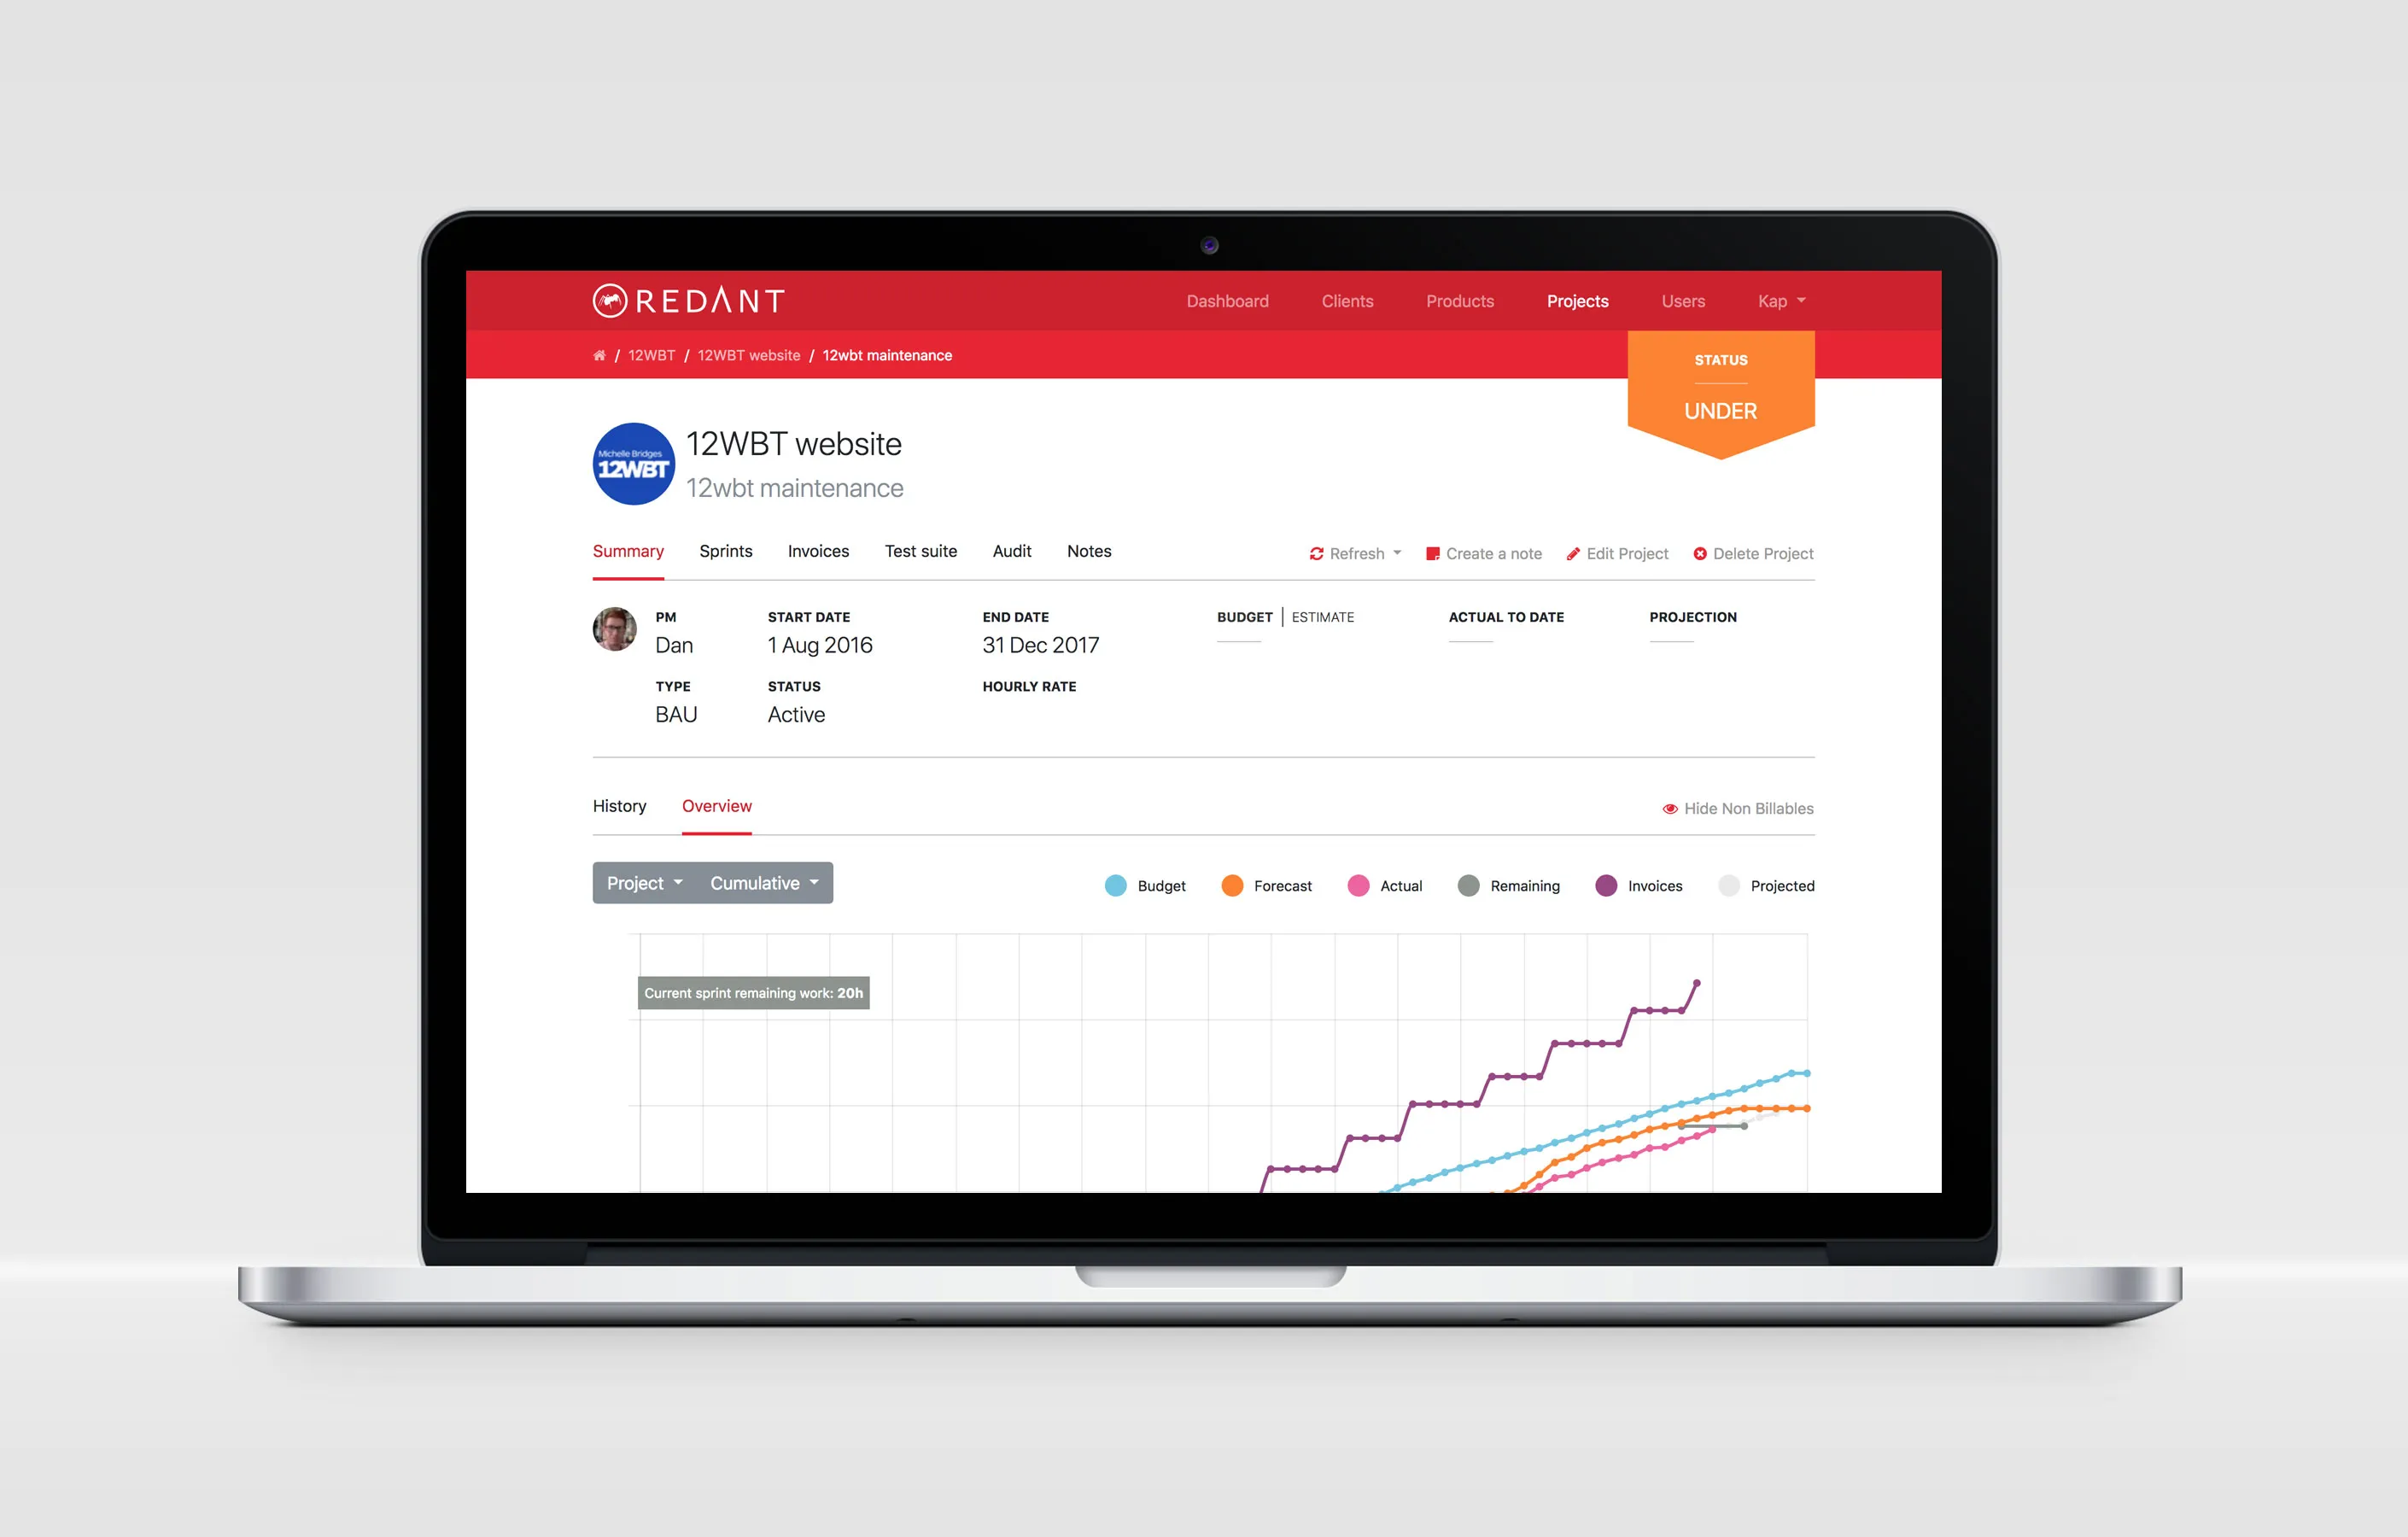 REDANT
Dashboard Clients Products Projects Users Kap
/ 12WBT / 12WBT website / 12wbt maintenance
STATUS
UNDER
Michelle Bridges
12WBT
12WBT website
12wbt maintenance
Summary Sprints Invoices Test suite Audit Notes
Refresh Create a note Edit Project Delete Project
PM START DATE END DATE BUDGET | ESTIMATE ACTUAL TO DATE PROJECTION
Dan 1 Aug 2016 31 Dec 2017
TYPE STATUS HOURLY RATE
BAU Active
History Overview Hide Non Billables
Project Cumulative
Budget Forecast Actual Remaining Invoices Projected
Current sprint remaining work: 20h